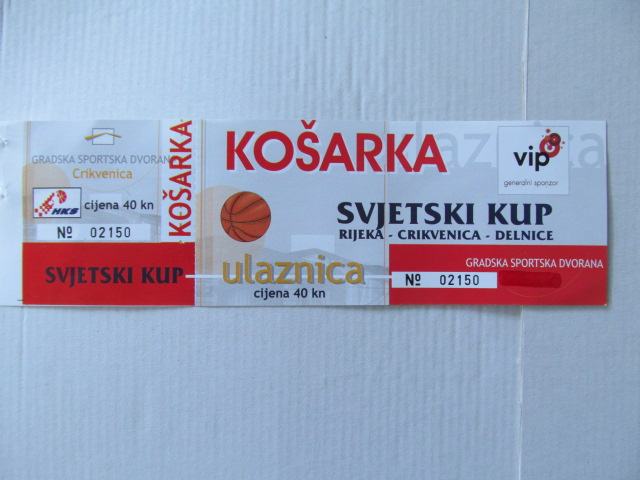 GRADSKA SPORTSKA DVORANA
Crikvenica
HKS
cijena 40 kn
№ 02150
SVJETSKI KUP
KOŠARKA
KOŠARKA
vip
generalni sponzor
SVJETSKI KUP
RIJEKA - CRIKVENICA - DELNICE
ulaznica
cijena 40 kn
GRADSKA SPORTSKA DVORANA
№ 02150